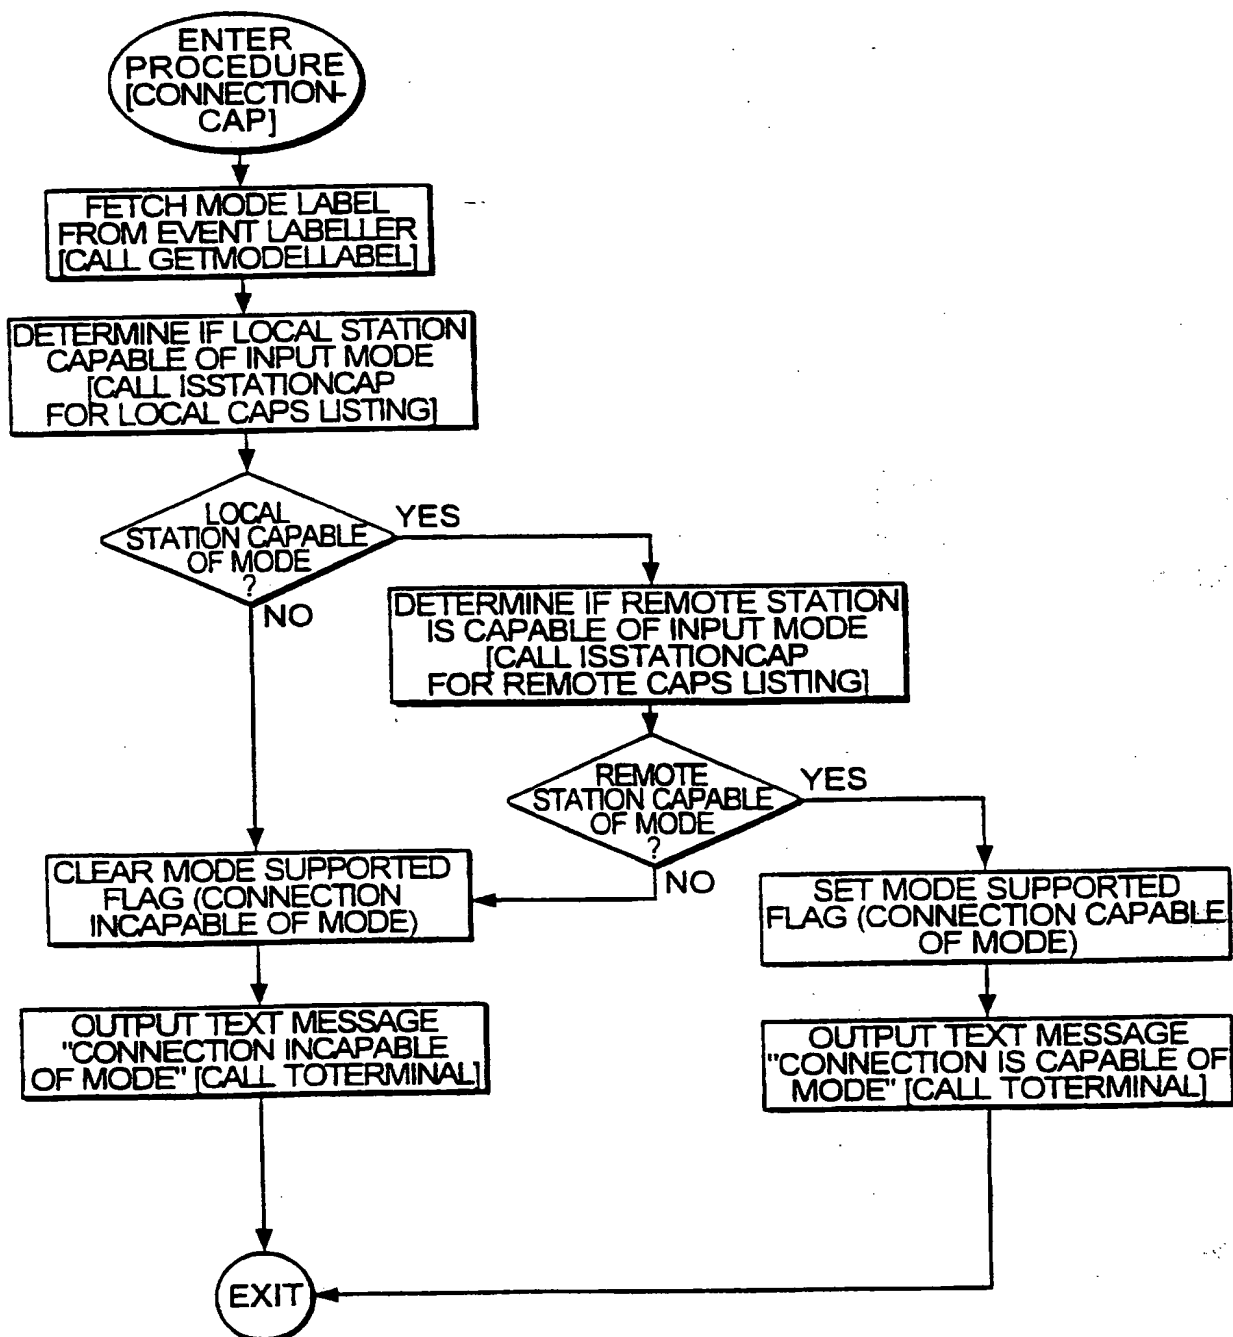 ENTER
PROCEDURE
[CONNECTION-
CAP]
FETCH MODE LABEL
FROM EVENT LABELLER
[CALL GETMODELLABEL]
DETERMINE IF LOCAL STATION
CAPABLE OF INPUT MODE
[CALL ISSTATIONCAP
FOR LOCAL CAPS LISTING]
LOCAL
STATION CAPABLE
OF MODE
?
YES
NO
DETERMINE IF REMOTE STATION
IS CAPABLE OF INPUT MODE
[CALL ISSTATIONCAP
FOR REMOTE CAPS LISTING]
REMOTE
STATION CAPABLE
OF MODE
?
YES
NO
CLEAR MODE SUPPORTED
FLAG (CONNECTION
INCAPABLE OF MODE)
SET MODE SUPPORTED
FLAG (CONNECTION CAPABLE
OF MODE)
OUTPUT TEXT MESSAGE
"CONNECTION INCAPABLE
OF MODE" [CALL TOTERMINAL]
OUTPUT TEXT MESSAGE
"CONNECTION IS CAPABLE OF
MODE" [CALL TOTERMINAL]
EXIT